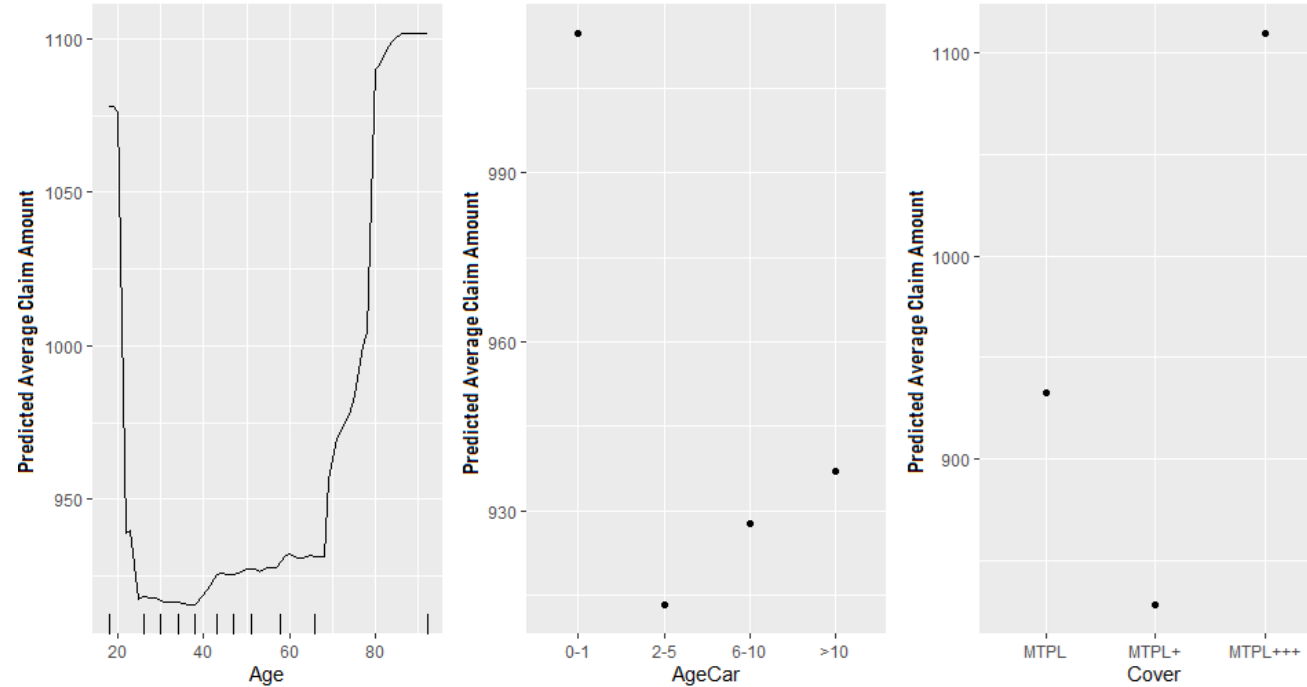 Predicted Average Claim Amount
1100
1050
1000
950
20 40 60 80
Age
Predicted Average Claim Amount
990
960
930
0-1 2-5 6-10 >10
AgeCar
Predicted Average Claim Amount
1100
1000
900
MTPL MTPL+ MTPL+++
Cover